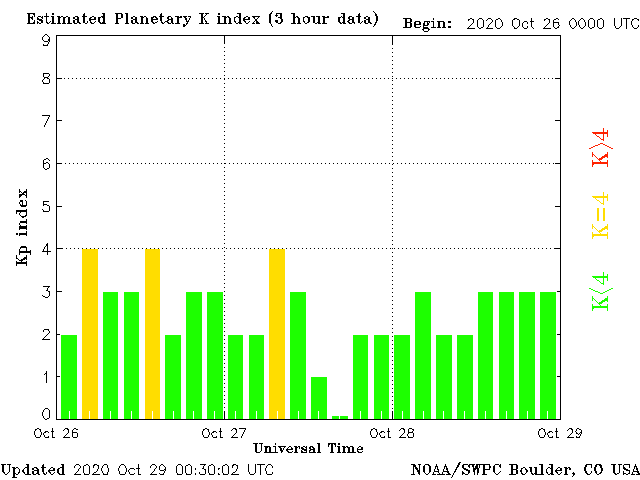 Estimated Planetary K index (3 hour data)
Begin: 2020 Oct 26 0000 UTC
9
8
7
6
5
4
3
2
1
0
Kp index
K>4
K=4
K<4
Oct 26 Oct 27 Oct 28 Oct 29
Universal Time
Updated 2020 Oct 29 00:30:02 UTC
NOAA/SWPC Boulder, CO USA